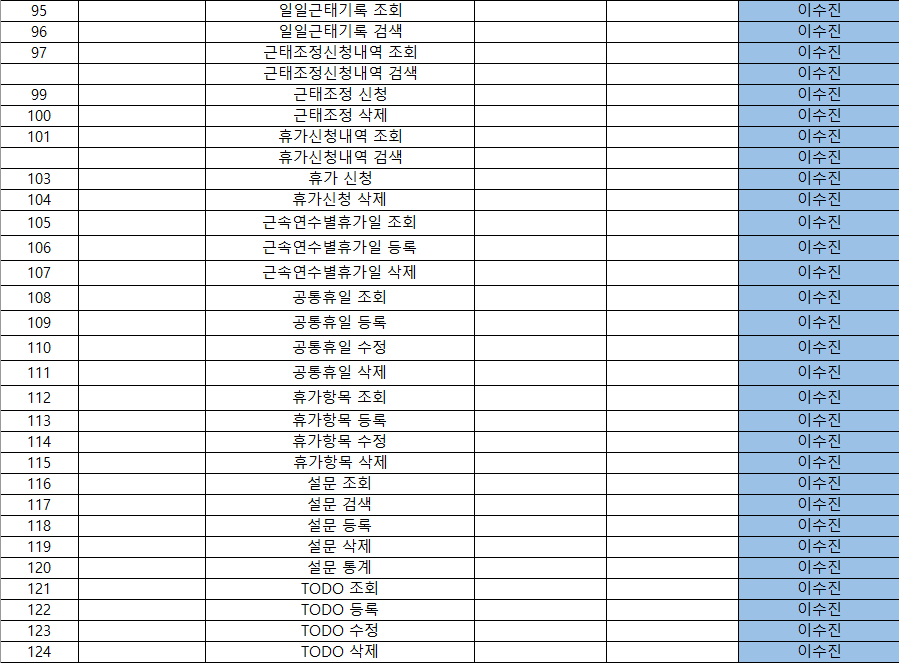 95 일일근태기록 조회 이수진
96 일일근태기록 검색 이수진
97 근태조정신청내역 조회 이수진
근태조정신청내역 검색 이수진
99 근태조정 신청 이수진
100 근태조정 삭제 이수진
101 휴가신청내역 조회 이수진
휴가신청내역 검색 이수진
103 휴가 신청 이수진
104 휴가신청 삭제 이수진
105 근속연수별휴가일 조회 이수진
106 근속연수별휴가일 등록 이수진
107 근속연수별휴가일 삭제 이수진
108 공통휴일 조회 이수진
109 공통휴일 등록 이수진
110 공통휴일 수정 이수진
111 공통휴일 삭제 이수진
112 휴가항목 조회 이수진
113 휴가항목 등록 이수진
114 휴가항목 수정 이수진
115 휴가항목 삭제 이수진
116 설문 조회 이수진
117 설문 검색 이수진
118 설문 등록 이수진
119 설문 삭제 이수진
120 설문 통계 이수진
121 TODO 조회 이수진
122 TODO 등록 이수진
123 TODO 수정 이수진
124 TODO 삭제 이수진